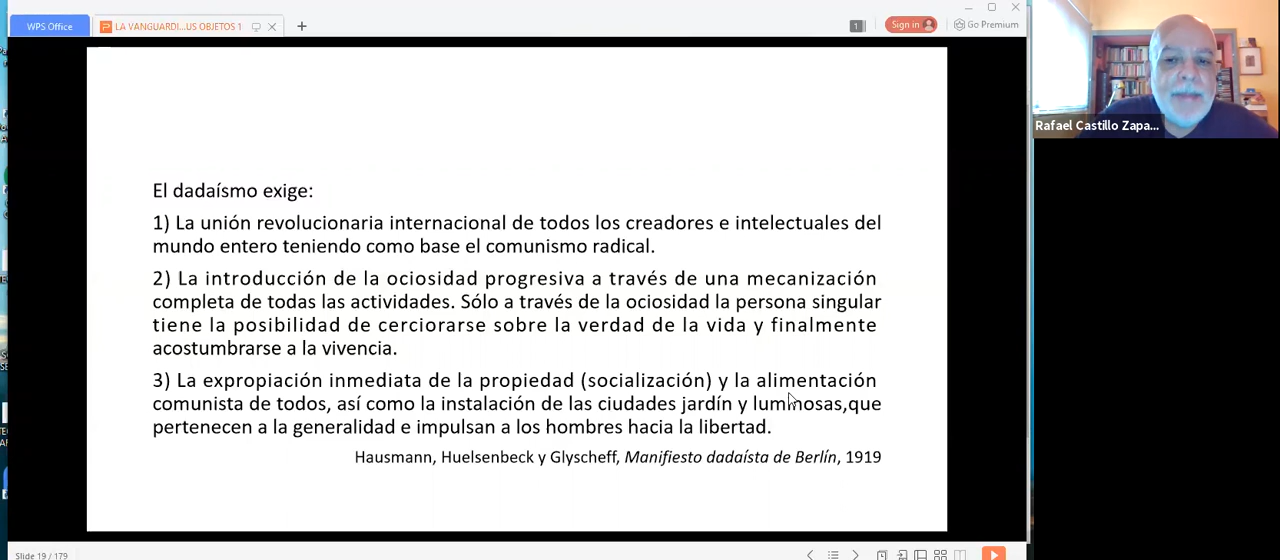 WPS Office
LA VANGUARDI...US OBJETOS 1
1
Sign in
Go Premium
Rafael Castillo Zapa...
El dadaísmo exige:
1) La unión revolucionaria internacional de todos los creadores e intelectuales del
mundo entero teniendo como base el comunismo radical.
2) La introducción de la ociosidad progresiva a través de una mecanización
completa de todas las actividades. Sólo a través de la ociosidad la persona singular
tiene la posibilidad de cerciorarse sobre la verdad de la vida y finalmente
acostumbrarse a la vivencia.
3) La expropiación inmediata de la propiedad (socialización) y la alimentación
comunista de todos, así como la instalación de las ciudades jardín y luminosas,que
pertenecen a la generalidad e impulsan a los hombres hacia la libertad.
Hausmann, Huelsenbeck y Glyscheff, Manifiesto dadaísta de Berlín, 1919
Slide 19 / 179